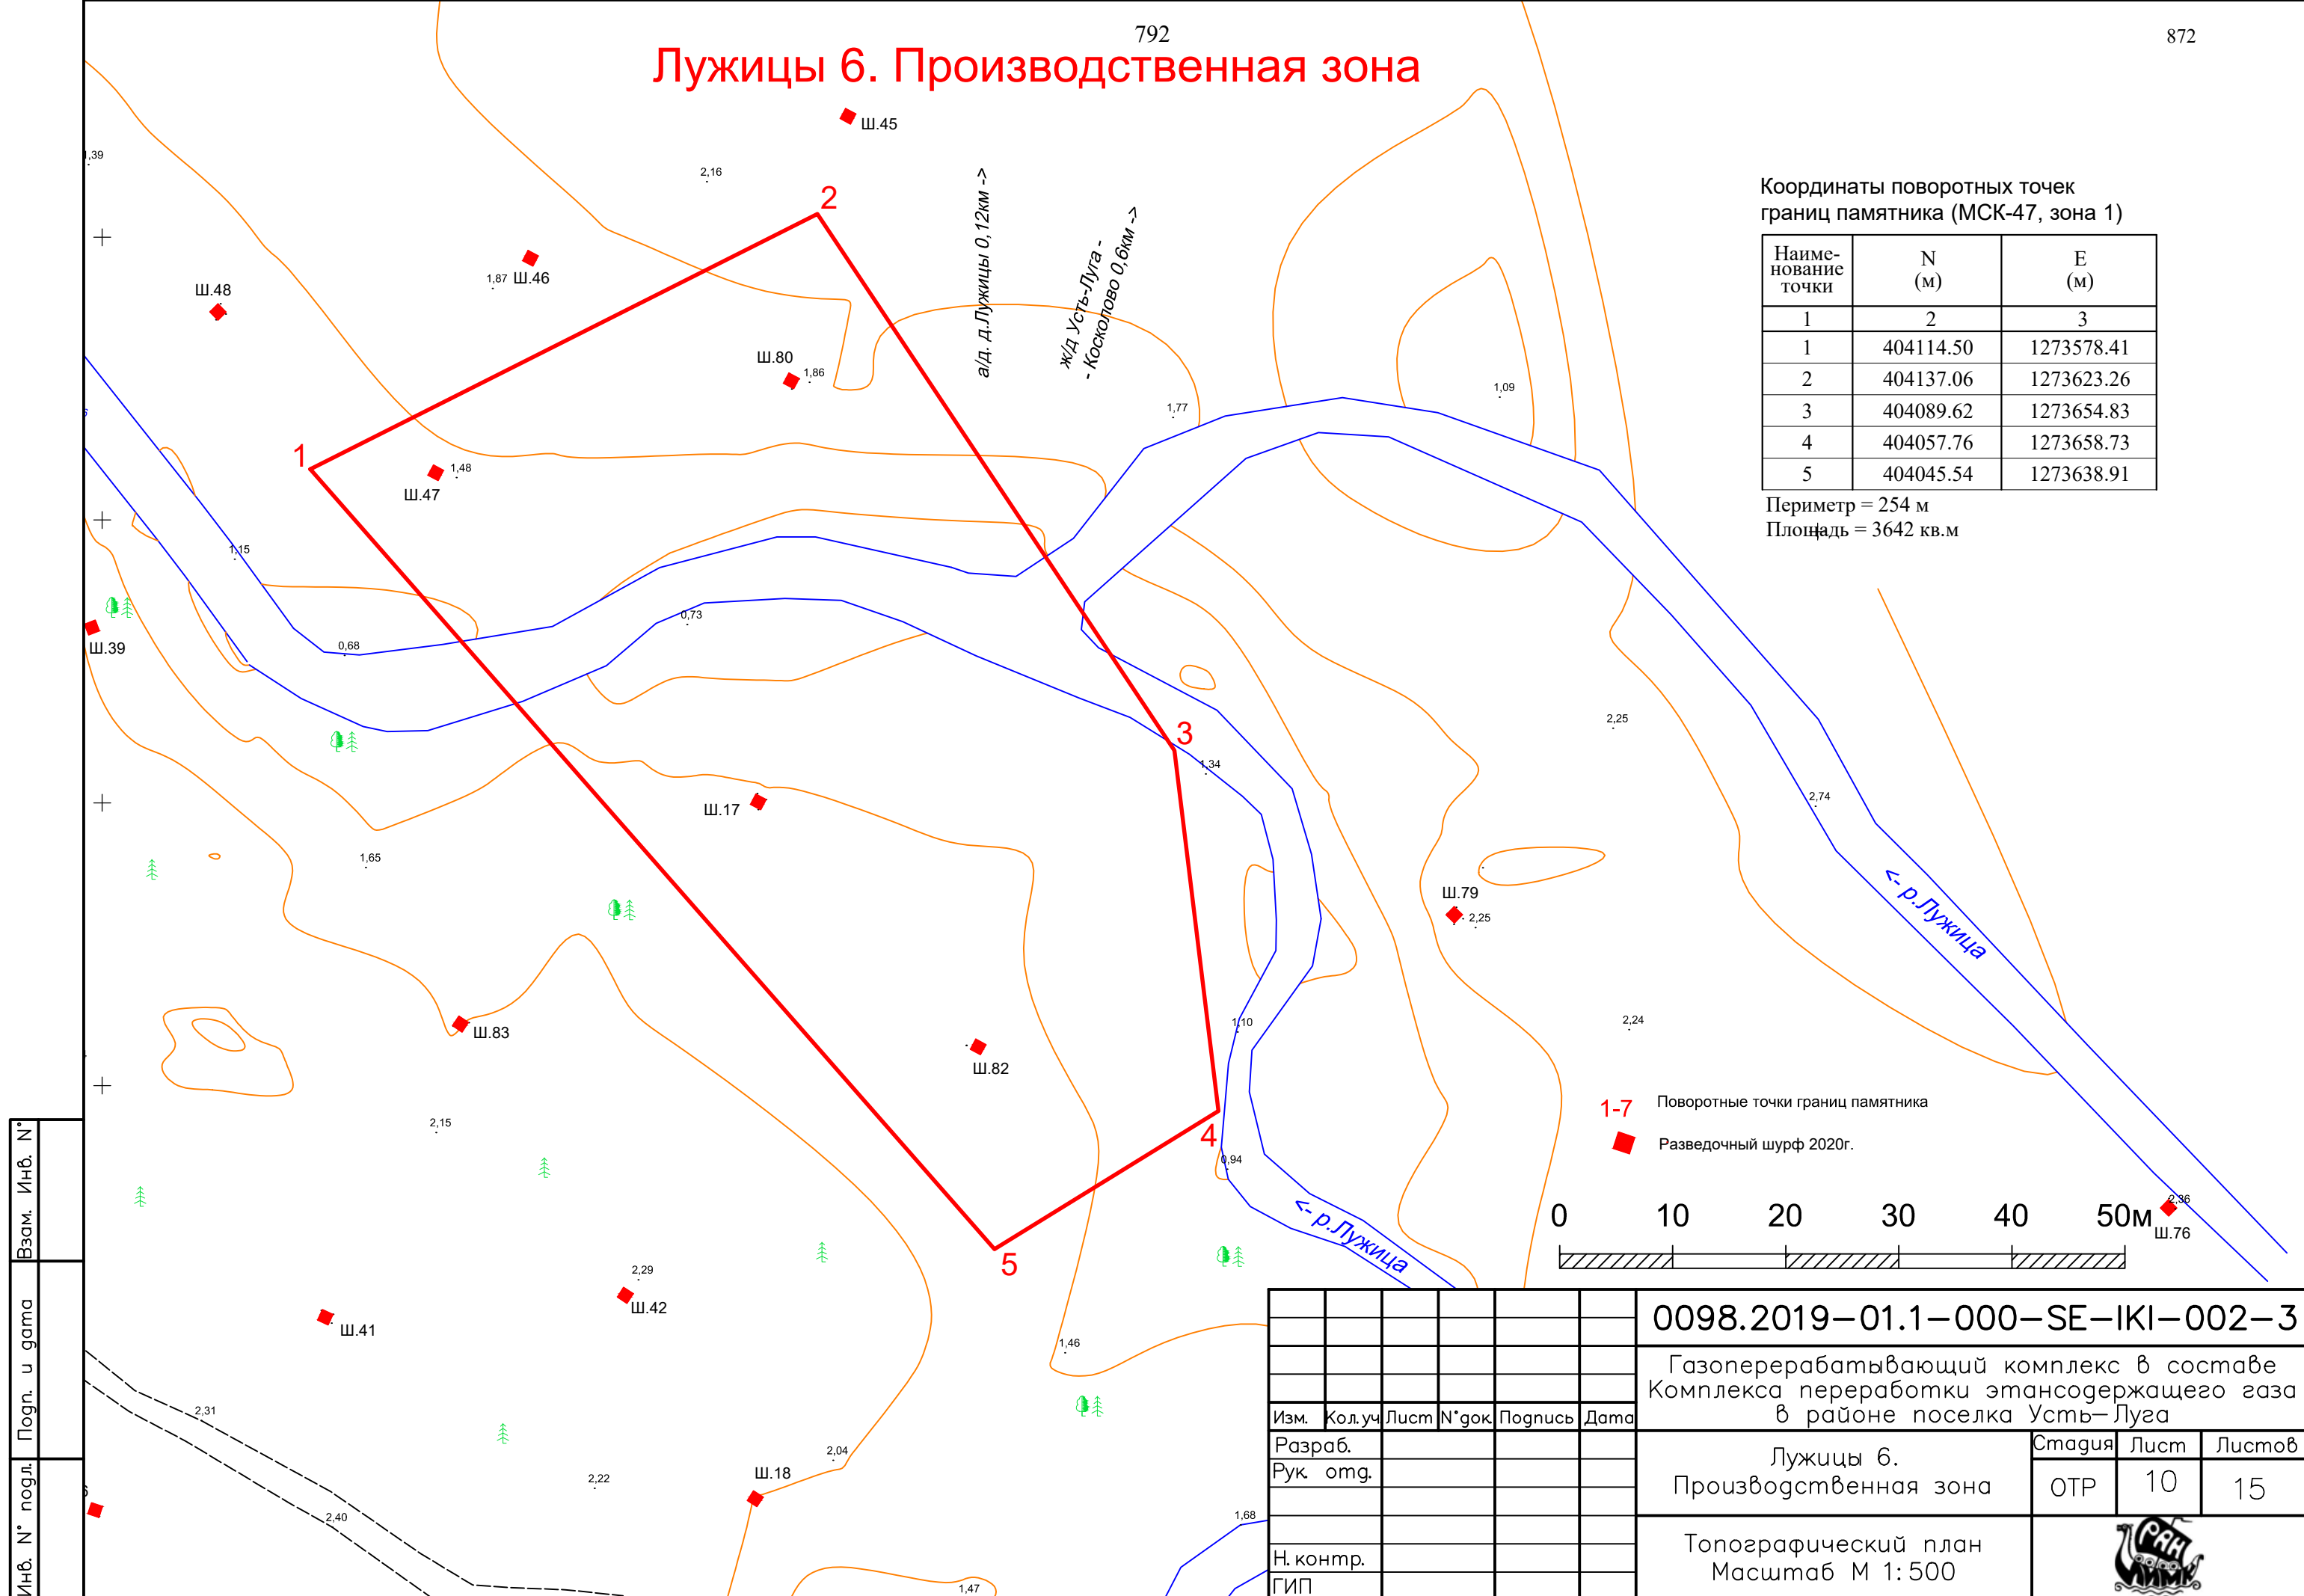 792
872
Лужицы 6. Производственная зона
Ш.45
1,39
2,16
2
а/д. д.Лужицы 0,12км ->
ж/д Усть-Луга -
- Косколово 0,6км ->
Координаты поворотных точек
границ памятника (МСК-47, зона 1)
Наиме-
нование
точки
N
(м)
E
(м)
1 2 3
1 404114.50 1273578.41
2 404137.06 1273623.26
3 404089.62 1273654.83
4 404057.76 1273658.73
5 404045.54 1273638.91
Периметр = 254 м
Площадь = 3642 кв.м
1,87 Ш.46
Ш.48
Ш.80
1,86
1,09
1,77
1
1,48
Ш.47
1,15
0,73
0,68
Ш.39
2,25
3
1,34
2,74
Ш.17
1,65
Ш.79
2,25
<- р.Лужица
Ш.83
1,10
2,24
Ш.82
2,15
4
0,94
1-7 Поворотные точки границ памятника
Разведочный шурф 2020г.
0 10 20 30 40 50м
2,36
Ш.76
<- р.Лужица
5
2,29
Ш.42
Ш.41
1,46
2,31
2,04
Ш.18
2,22
2,40
1,68
1,47
Взам. Инв. N°
Подп. и дата
Инв. N° подл.
0098.2019-01.1-000-SE-IKI-002-3
Газоперерабатывающий комплекс в составе
Комплекса переработки этансодержащего газа
в районе поселка Усть-Луга
Изм. Кол.уч Лист N°док Подпись Дата
Разраб.
Рук. отд.
Н.контр.
ГИП
Лужицы 6.
Производственная зона
Стадия Лист Листов
ОТР 10 15
Топографический план
Масштаб М 1:500
РАН
ИИМК